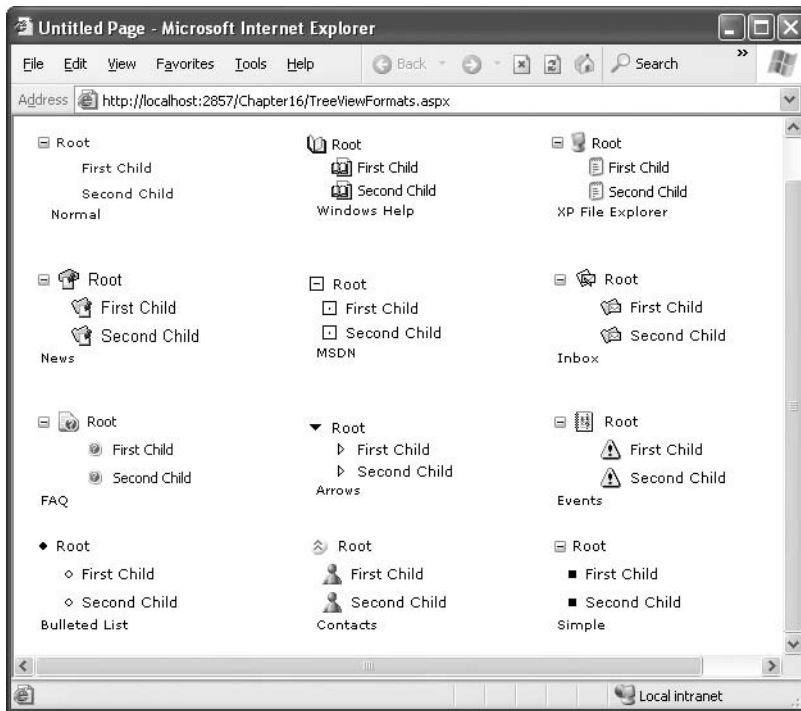 Untitled Page - Microsoft Internet Explorer
File Edit View Favorites Tools Help Back Search »
Address http://localhost:2857/Chapter16/TreeViewFormats.aspx
Root
First Child
Second Child
Normal
Root
First Child
Second Child
Windows Help
Root
First Child
Second Child
XP File Explorer
Root
First Child
Second Child
News
Root
First Child
Second Child
MSDN
Root
First Child
Second Child
Inbox
Root
First Child
Second Child
FAQ
Root
First Child
Second Child
Arrows
Root
First Child
Second Child
Events
Root
First Child
Second Child
Bulleted List
Root
First Child
Second Child
Contacts
Root
First Child
Second Child
Simple
Local intranet